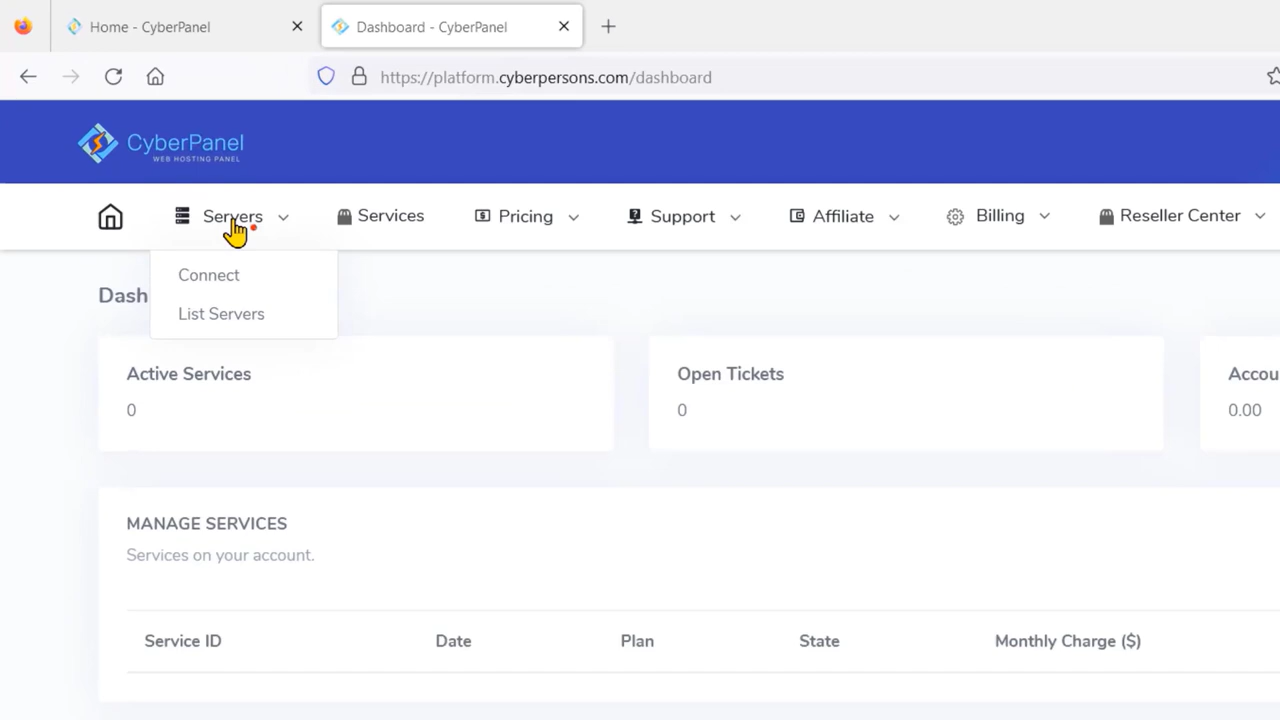 Home - CyberPanel
Dashboard - CyberPanel
https://platform.cyberpersons.com/dashboard
CyberPanel
WEB HOSTING PANEL
Servers Services Pricing Support Affiliate Billing Reseller Center
Connect
List Servers
Dash
Active Services Open Tickets Accou
0 0 0.00
MANAGE SERVICES
Services on your account.
Service ID Date Plan State Monthly Charge ($)